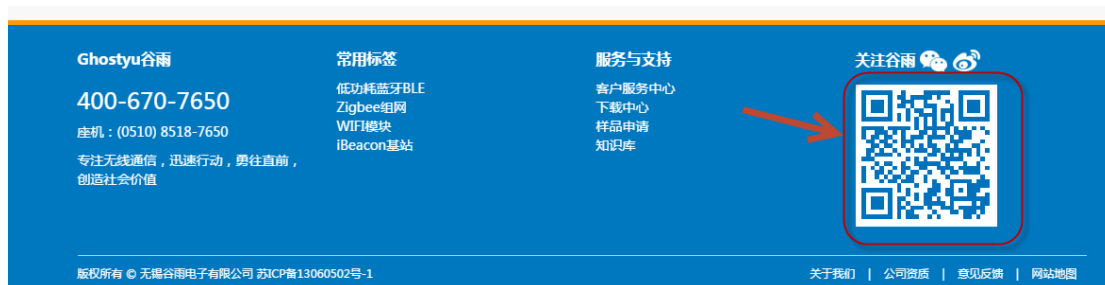 Ghostyu谷雨
400-670-7650
座机：(0510) 8518-7650
专注无线通信，迅速行动，勇往直前，
创造社会价值
常用标签
低功耗蓝牙BLE
Zigbee组网
WIFI模块
iBeacon基站
服务与支持
客户服务中心
下载中心
样品申请
知识库
关注谷雨
版权所有 © 无锡谷雨电子有限公司 苏ICP备13060502号-1
关于我们 | 公司资质 | 意见反馈 | 网站地图